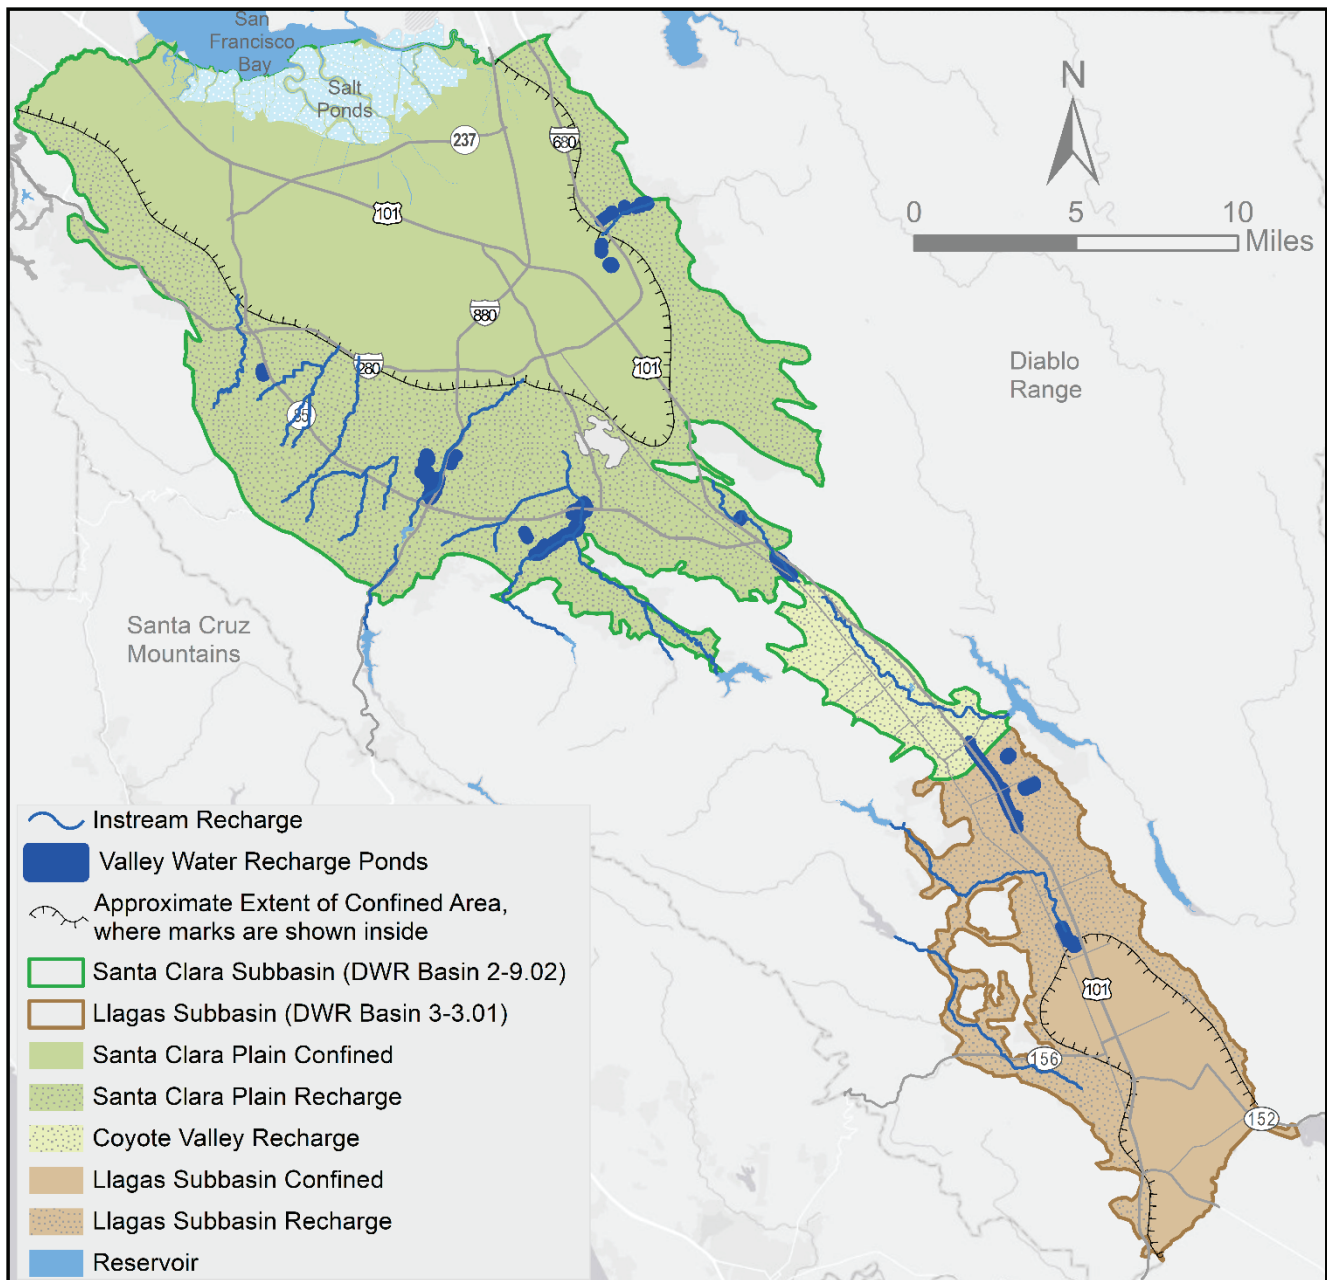 San
Francisco
Bay
Salt
Ponds
N
237
680
101
0 5 10
Miles
880
Diablo
Range
280
101
85
Santa Cruz
Mountains
Instream Recharge
Valley Water Recharge Ponds
Approximate Extent of Confined Area,
where marks are shown inside
Santa Clara Subbasin (DWR Basin 2-9.02)
Llagas Subbasin (DWR Basin 3-3.01)
Santa Clara Plain Confined
Santa Clara Plain Recharge
Coyote Valley Recharge
Llagas Subbasin Confined
Llagas Subbasin Recharge
Reservoir
101
156
152